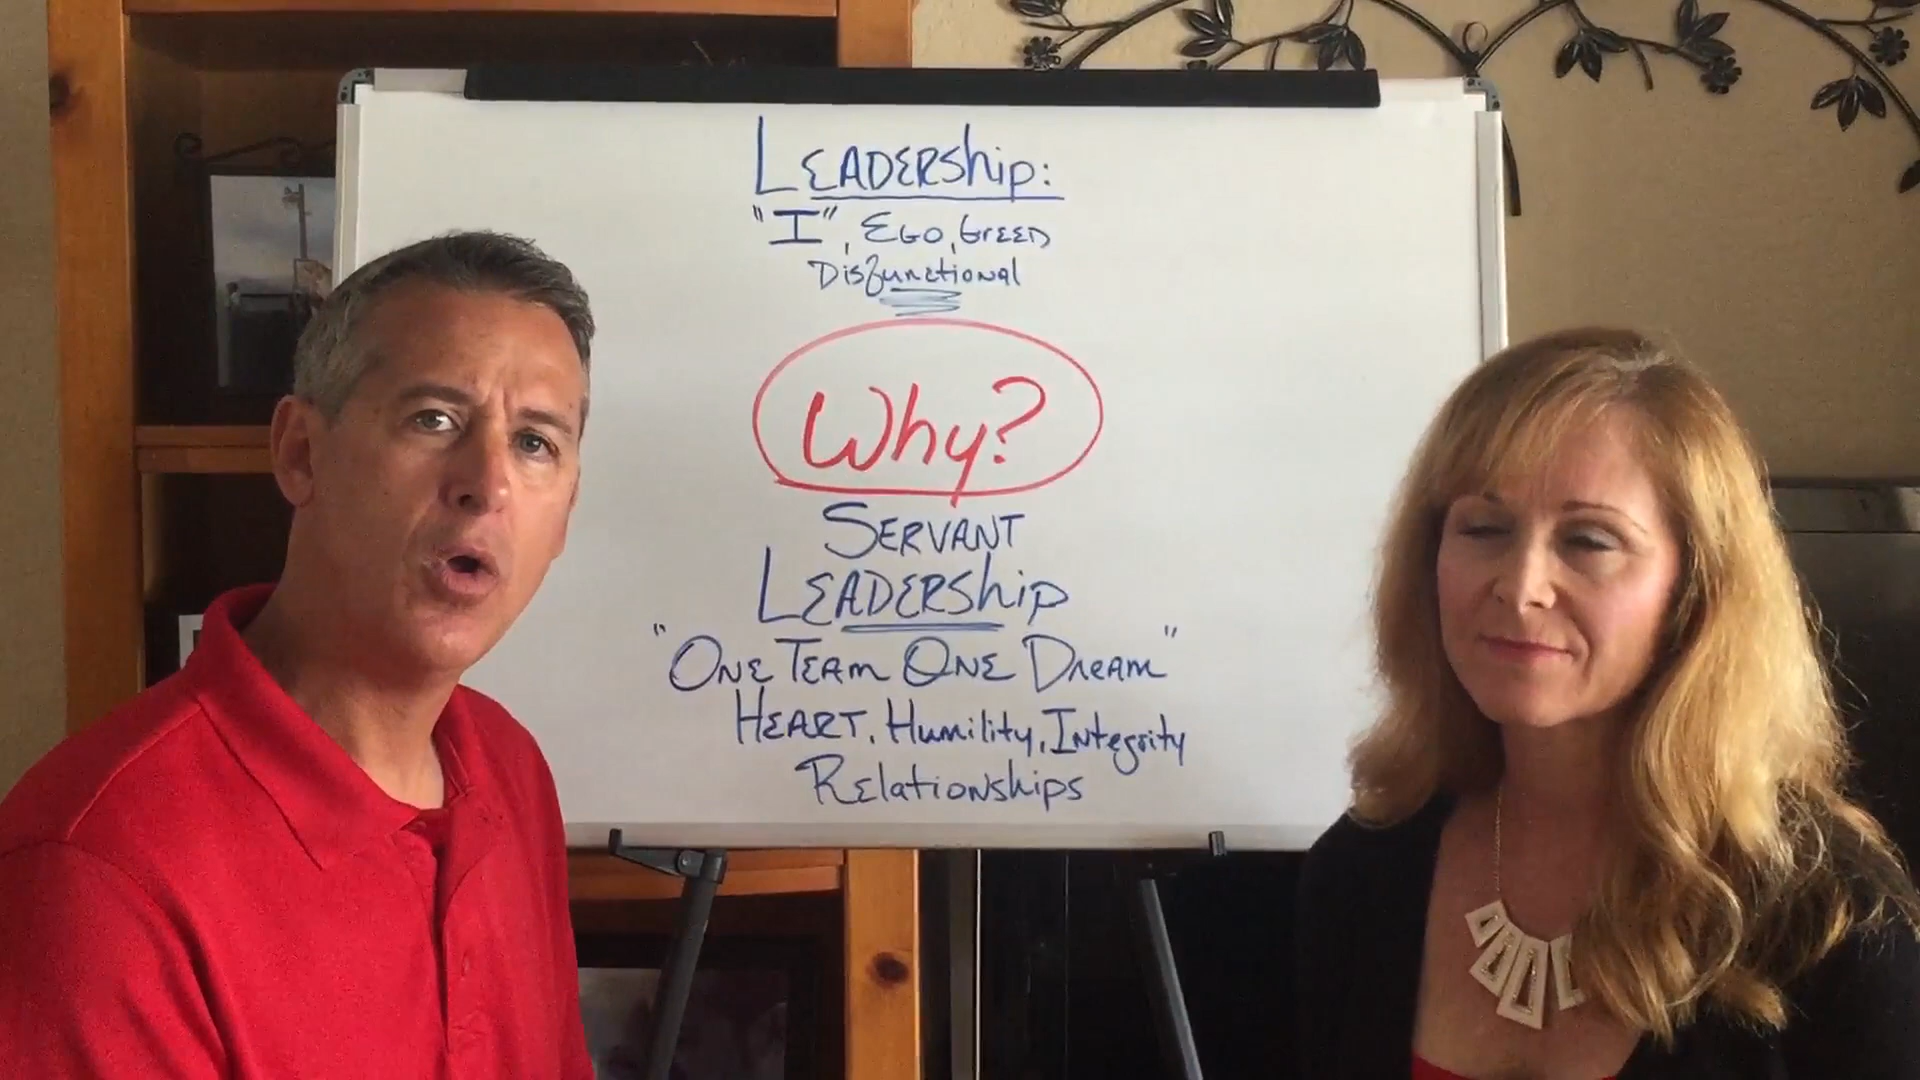 LEADERShip:
"I", EGO, GREED
Disfunctional
Why?
SERVANT
LEADERShip
"ONE TEAM ONE DREAM"
HEART, Humility, Integrity
Relationships